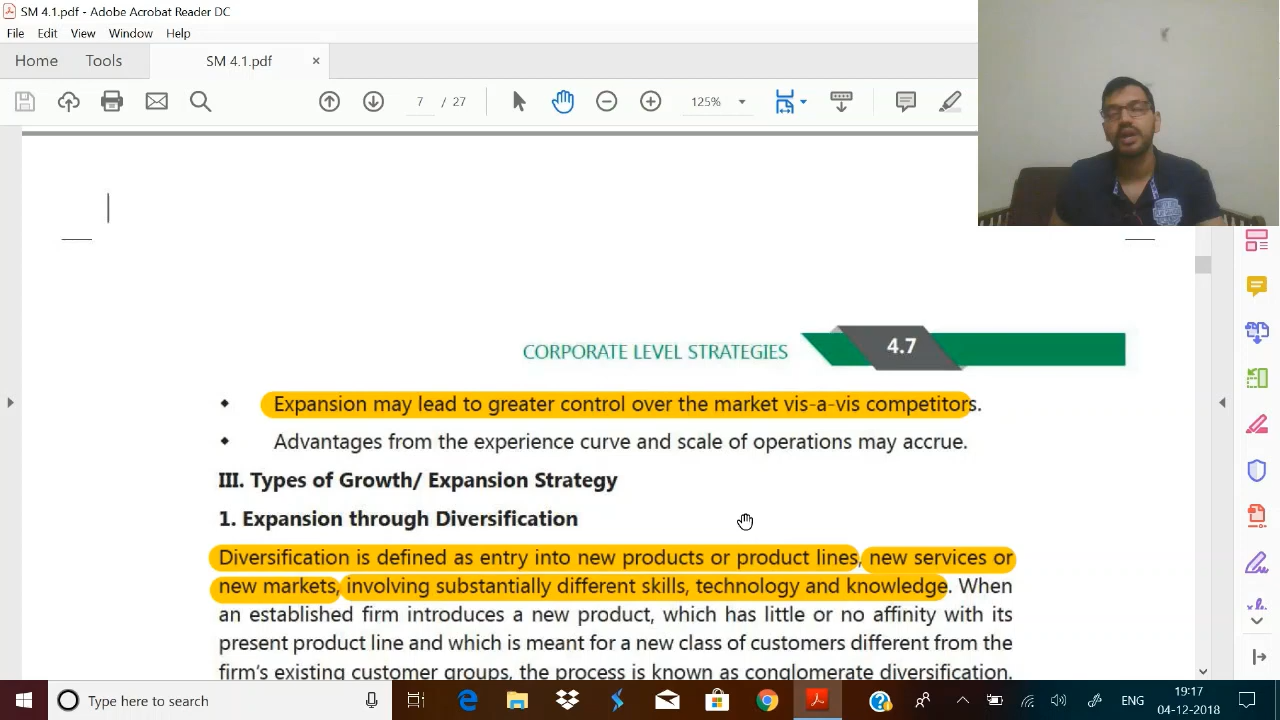 SM 4.1.pdf - Adobe Acrobat Reader DC
File Edit View Window Help
Home Tools SM 4.1.pdf ×
7 / 27 125%
CORPORATE LEVEL STRATEGIES 4.7
Expansion may lead to greater control over the market vis-a-vis competitors.
Advantages from the experience curve and scale of operations may accrue.
III. Types of Growth/ Expansion Strategy
1. Expansion through Diversification
Diversification is defined as entry into new products or product lines, new services or
new markets, involving substantially different skills, technology and knowledge. When
an established firm introduces a new product, which has little or no affinity with its
present product line and which is meant for a new class of customers different from the
firm's existing customer groups, the process is known as conglomerate diversification.
Type here to search
ENG
19:17
04-12-2018